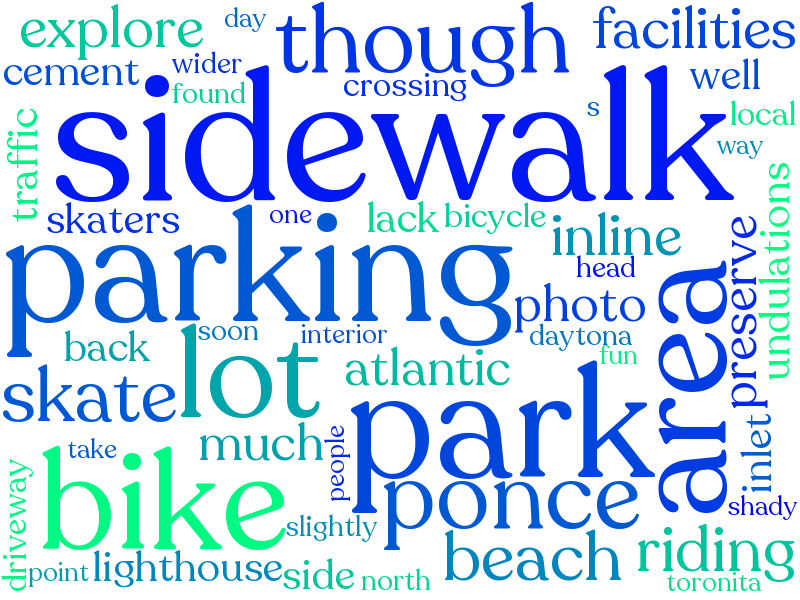 explore
day
though
facilities
cement
wider
found
crossing
well
s
local
sidewalk
way
traffic
skaters
one
lack
bicycle
inline
undulations
parking
head
preserve
photo
area
back
soon
interior
daytona
fun
lot
atlantic
skate
park
much
people
take
inlet
bike
ponce
shady
driveway
slightly
beach
riding
point
lighthouse
side
north
toronita